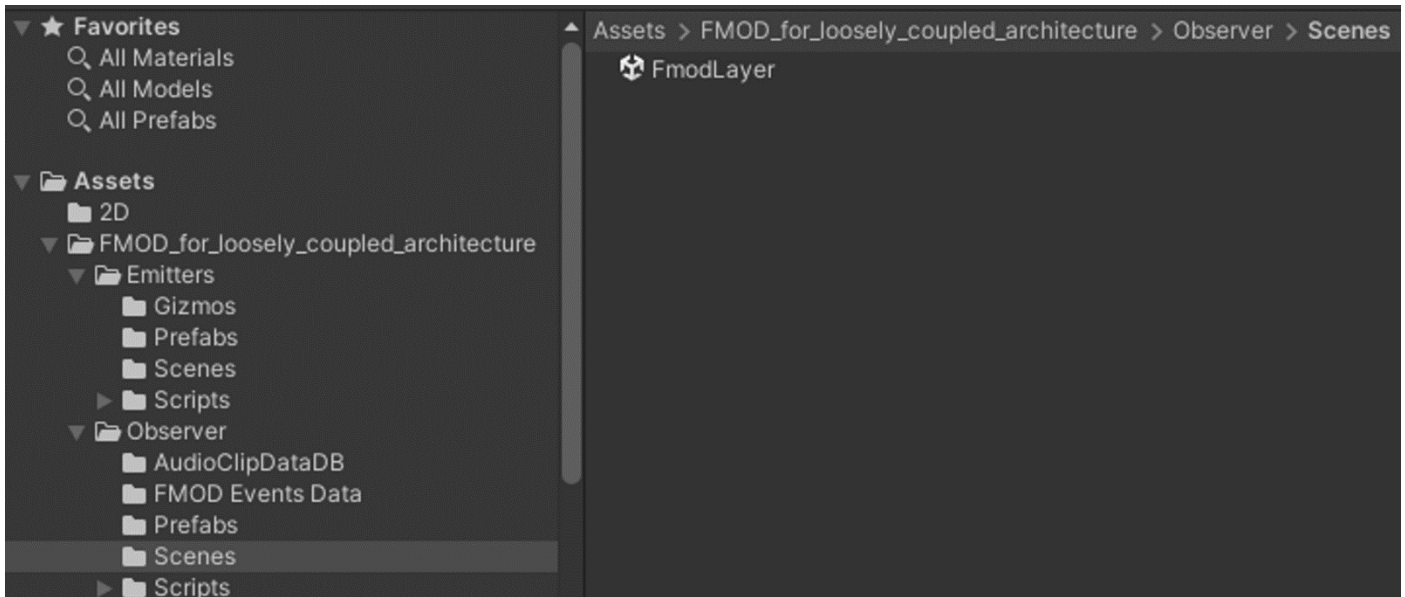 Favorites
All Materials
All Models
All Prefabs
Assets
2D
FMOD_for_loosely_coupled_architecture
Emitters
Gizmos
Prefabs
Scenes
Scripts
Observer
AudioClipDataDB
FMOD Events Data
Prefabs
Scenes
Scripts
Assets > FMOD_for_loosely_coupled_architecture > Observer > Scenes
FmodLayer